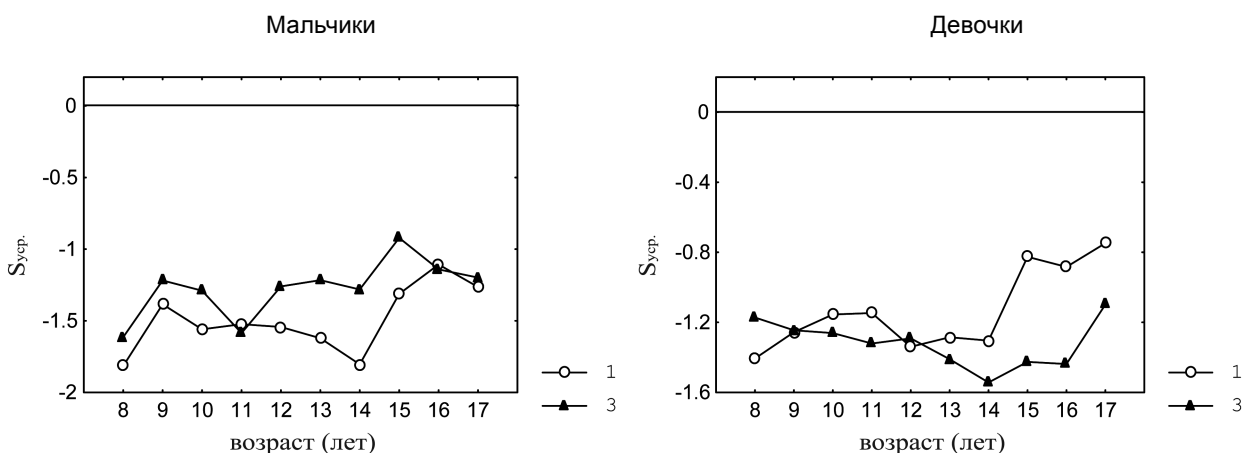 Мальчики
Sуср.
0
-0.5
-1
-1.5
-2
8 9 10 11 12 13 14 15 16 17
возраст (лет)
1
3
Девочки
Sуср.
0
-0.4
-0.8
-1.2
-1.6
8 9 10 11 12 13 14 15 16 17
возраст (лет)
1
3